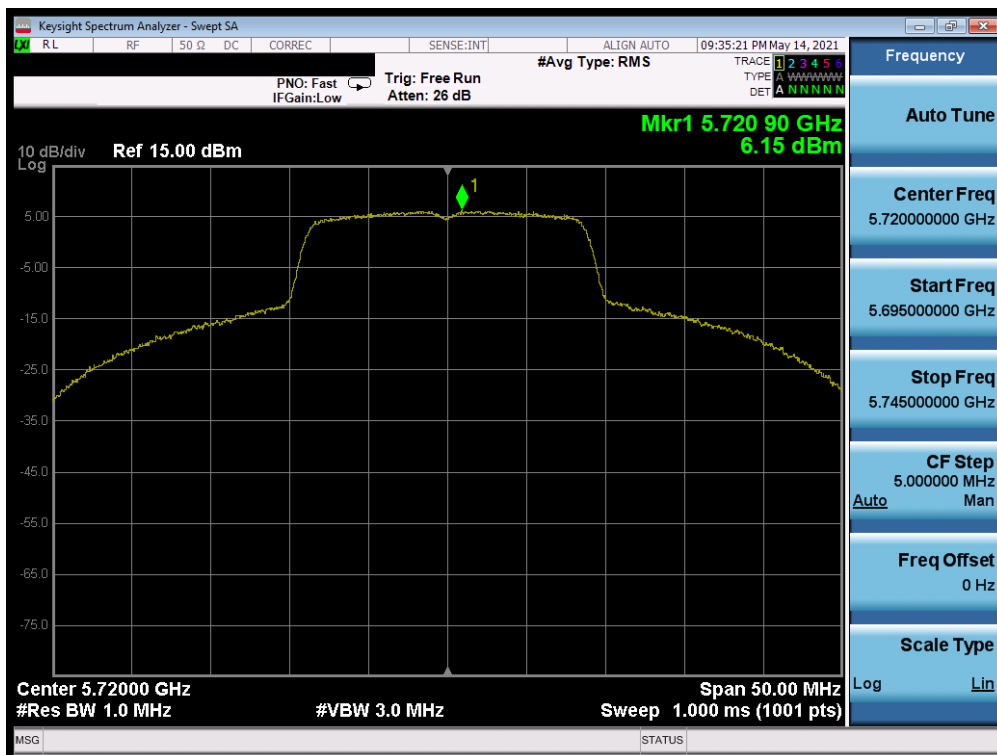 Keysight Spectrum Analyzer - Swept SA
LXI RL RF 50 Ω DC CORREC SENSE:INT ALIGN AUTO 09:35:21 PM May 14, 2021
#Avg Type: RMS TRACE 1 2 3 4 5 6
PNO: Fast Trig: Free Run TYPE A WWWWW
IFGain:Low Atten: 26 dB DET A N N N N N
Mkr1 5.720 90 GHz
6.15 dBm
10 dB/div Ref 15.00 dBm
Log
1
5.00
-5.00
-15.0
-25.0
-35.0
-45.0
-55.0
-65.0
-75.0
Center 5.72000 GHz Span 50.00 MHz
#Res BW 1.0 MHz #VBW 3.0 MHz Sweep 1.000 ms (1001 pts)
MSG STATUS
Frequency
Auto Tune
Center Freq
5.720000000 GHz
Start Freq
5.695000000 GHz
Stop Freq
5.745000000 GHz
CF Step
5.000000 MHz
Auto Man
Freq Offset
0 Hz
Scale Type
Log Lin